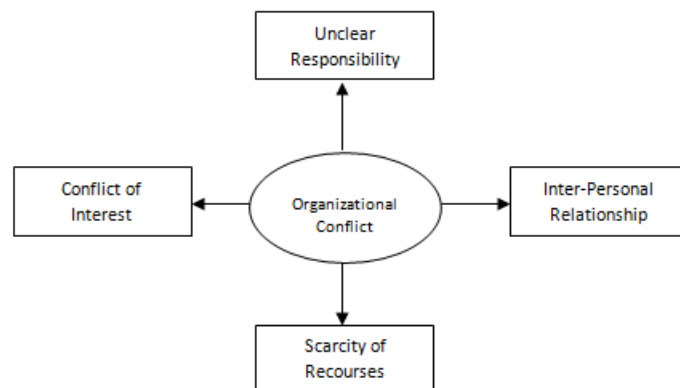 Unclear
Responsibility
Conflict of
Interest
Organizational
Conflict
Inter-Personal
Relationship
Scarcity of
Recourses